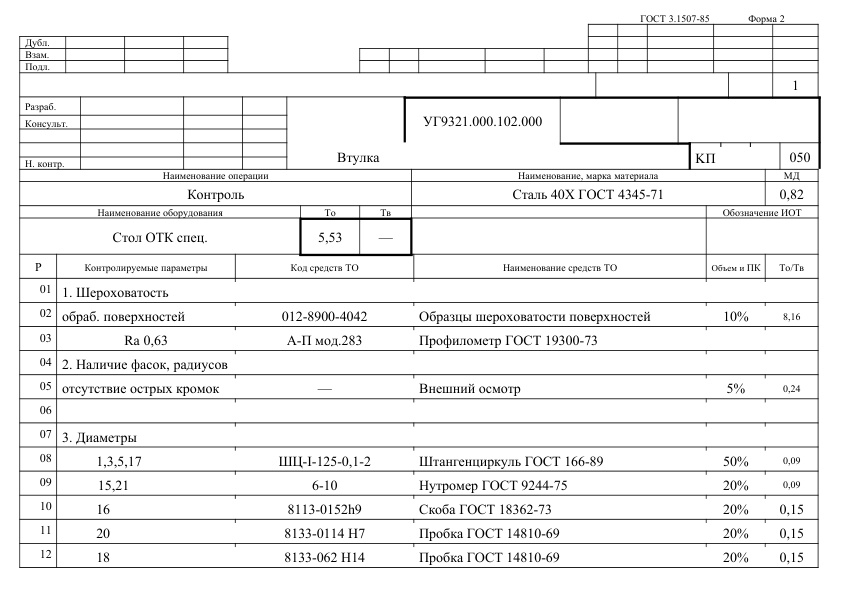 ГОСТ 3.1507-85 Форма 2
Дубл.
Взам.
Подл.
1
Разраб.
Консульт.
УГ9321.000.102.000
Н. контр.
Втулка
КП 050
Наименование операции Наименование, марка материала МД
Контроль Сталь 40Х ГОСТ 4345-71 0,82
Наименование оборудования То Тв Обозначение ИОТ
Стол ОТК спец. 5,53 —
Р Контролируемые параметры Код средств ТО Наименование средств ТО Объем и ПК То/Тв
01 1. Шероховатость
02 обраб. поверхностей 012-8900-4042 Образцы шероховатости поверхностей 10% 8,16
03 Ra 0,63 А-П мод.283 Профилометр ГОСТ 19300-73
04 2. Наличие фасок, радиусов
05 отсутствие острых кромок — Внешний осмотр 5% 0,24
06
07 3. Диаметры
08 1,3,5,17 ШЦ-I-125-0,1-2 Штангенциркуль ГОСТ 166-89 50% 0,09
09 15,21 6-10 Нутромер ГОСТ 9244-75 20% 0,09
10 16 8113-0152h9 Скоба ГОСТ 18362-73 20% 0,15
11 20 8133-0114 H7 Пробка ГОСТ 14810-69 20% 0,15
12 18 8133-062 H14 Пробка ГОСТ 14810-69 20% 0,15